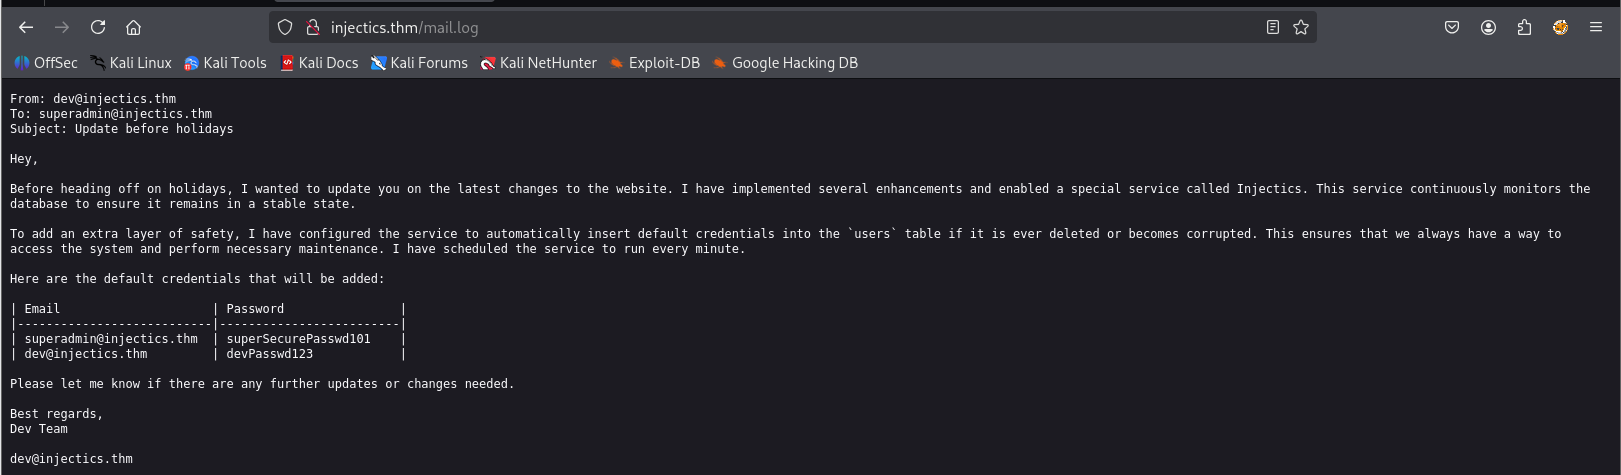 injectics.thm/mail.log
OffSec Kali Linux Kali Tools Kali Docs Kali Forums Kali NetHunter Exploit-DB Google Hacking DB
From: dev@injectics.thm
To: superadmin@injectics.thm
Subject: Update before holidays
Hey,
Before heading off on holidays, I wanted to update you on the latest changes to the website. I have implemented several enhancements and enabled a special service called Injectics. This service continuously monitors the
database to ensure it remains in a stable state.
To add an extra layer of safety, I have configured the service to automatically insert default credentials into the `users` table if it is ever deleted or becomes corrupted. This ensures that we always have a way to
access the system and perform necessary maintenance. I have scheduled the service to run every minute.
Here are the default credentials that will be added:
| Email                     | Password                |
|---------------------------|-------------------------|
| superadmin@injectics.thm  | superSecurePasswd101    |
| dev@injectics.thm         | devPasswd123            |
Please let me know if there are any further updates or changes needed.
Best regards,
Dev Team
dev@injectics.thm